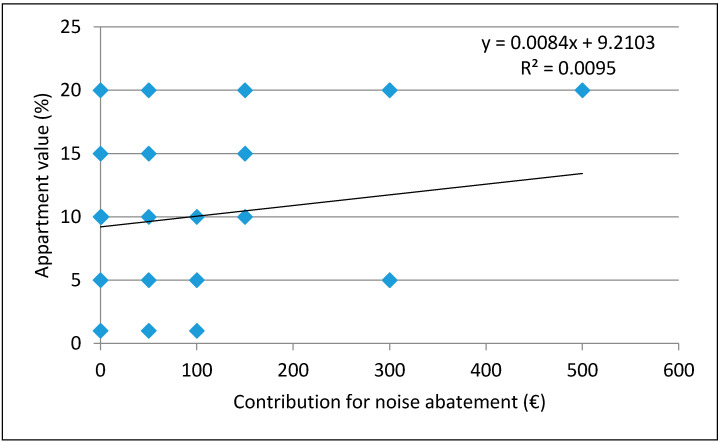 y = 0.0084x + 9.2103
R² = 0.0095
25
20
15
10
5
0
Appartment value (%)
0 100 200 300 400 500 600
Contribution for noise abatement (€)